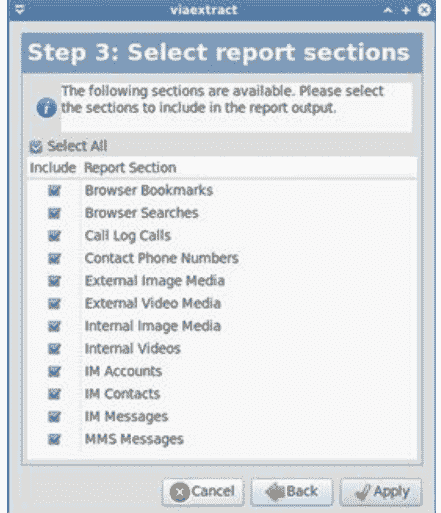 viaextract
Step 3: Select report sections
The following sections are available. Please select
the sections to include in the report output.
Select All
Include Report Section
Browser Bookmarks
Browser Searches
Call Log Calls
Contact Phone Numbers
External Image Media
External Video Media
Internal Image Media
Internal Videos
IM Accounts
IM Contacts
IM Messages
MMS Messages
Cancel Back Apply